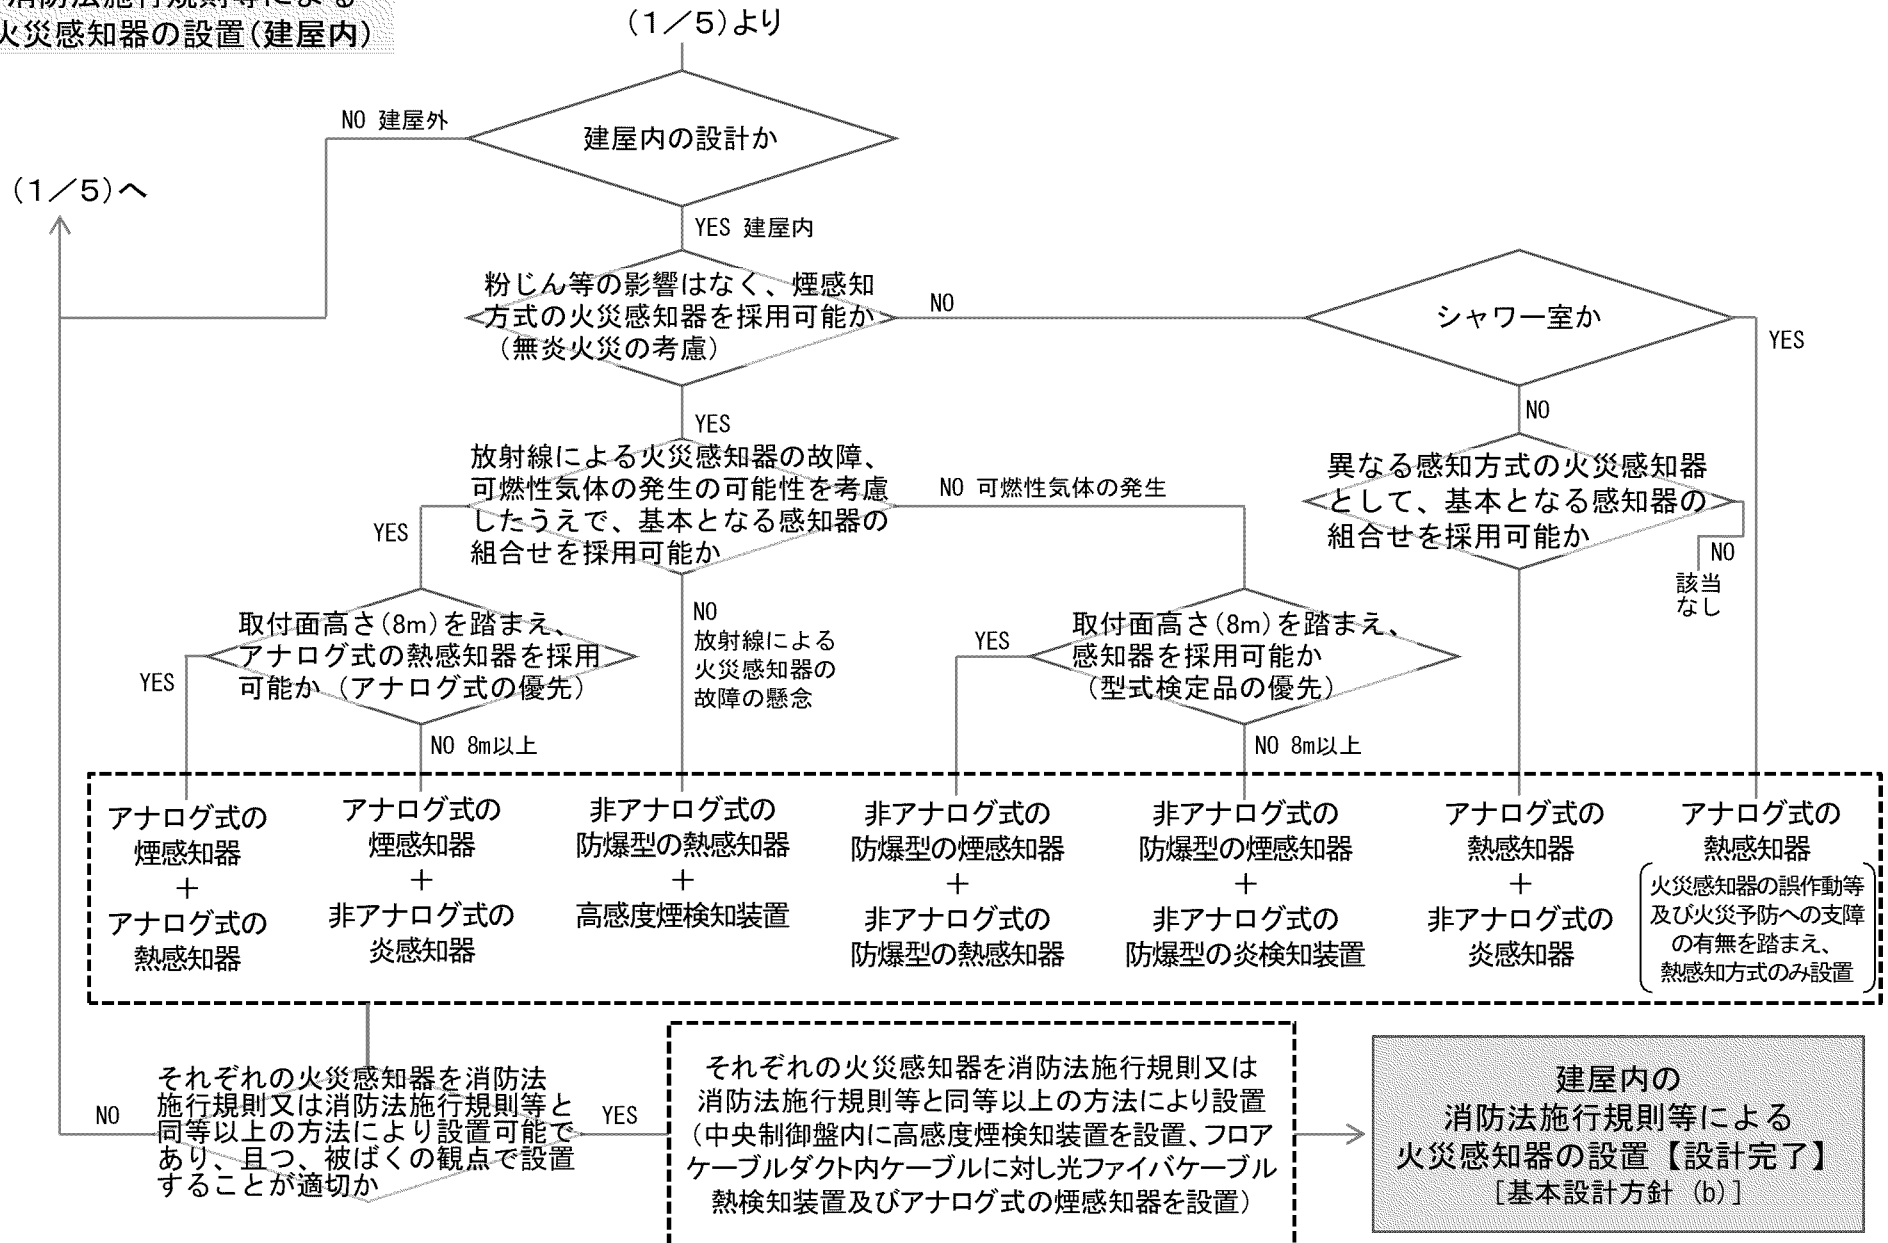 消防法施行規則等による
火災感知器の設置(建屋内)
(1/5)より
建屋内の設計か
NO 建屋外
(1/5)へ
YES 建屋内
粉じん等の影響はなく、煙感知
方式の火災感知器を採用可能か
(無炎火災の考慮)
NO
シャワー室か
YES
YES
NO
放射線による火災感知器の故障、
可燃性気体の発生の可能性を考慮
したうえで、基本となる感知器の
組合せを採用可能か
YES
NO 可燃性気体の発生
異なる感知方式の火災感知器
として、基本となる感知器の
組合せを採用可能か
NO
該当
なし
取付面高さ(8m)を踏まえ、
アナログ式の熱感知器を採用
可能か(アナログ式の優先)
YES
NO 8m以上
NO
放射線による
火災感知器の
故障の懸念
取付面高さ(8m)を踏まえ、
感知器を採用可能か
(型式検定品の優先)
YES
NO 8m以上
アナログ式の
煙感知器
+
アナログ式の
熱感知器
アナログ式の
煙感知器
+
非アナログ式の
炎感知器
非アナログ式の
防爆型の熱感知器
+
高感度煙検知装置
非アナログ式の
防爆型の煙感知器
+
非アナログ式の
防爆型の熱感知器
非アナログ式の
防爆型の煙感知器
+
非アナログ式の
防爆型の炎検知装置
アナログ式の
熱感知器
+
非アナログ式の
炎感知器
アナログ式の
熱感知器
火災感知器の誤作動等
及び火災予防への支障
の有無を踏まえ、
熱感知方式のみ設置
それぞれの火災感知器を消防法
施行規則又は消防法施行規則等と
同等以上の方法により設置可能で
あり、且つ、被ばくの観点で設置
することが適切か
NO
YES
それぞれの火災感知器を消防法施行規則又は
消防法施行規則等と同等以上の方法により設置
(中央制御盤内に高感度煙検知装置を設置、フロア
ケーブルダクト内ケーブルに対し光ファイバケーブル
熱検知装置及びアナログ式の煙感知器を設置)
建屋内の
消防法施行規則等による
火災感知器の設置【設計完了】
[基本設計方針 (b)]